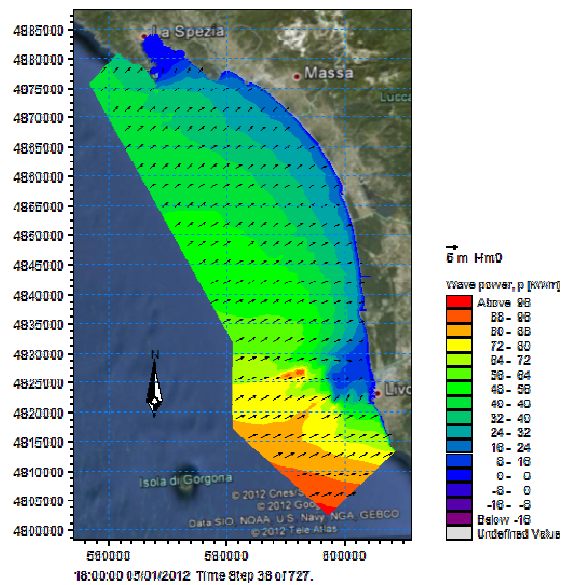 4885000
La Spezia
4880000
Massa
4875000
Lucca
4870000
4865000
4860000
4855000
4850000
4845000
4840000
4835000
4830000
4825000
Livo
4820000
4815000
4810000
Isola di Gorgona
4805000
© 2012 Cnes/S
© 2012 Goog
Data SIO, NOAA, U.S. Navy, NGA, GEBCO
4800000
© 2012 Tele-Atlas
560000 580000 600000
18:00:00 05/01/2012 Time Step 36 of 727.
N
5 m Hm0
Wave power, p [kW/m]
Above 96
88 - 96
80 - 88
72 - 80
64 - 72
56 - 64
48 - 56
40 - 48
32 - 40
24 - 32
16 - 24
8 - 16
0 - 8
-8 - 0
-16 - -8
Below -16
Undefined Value